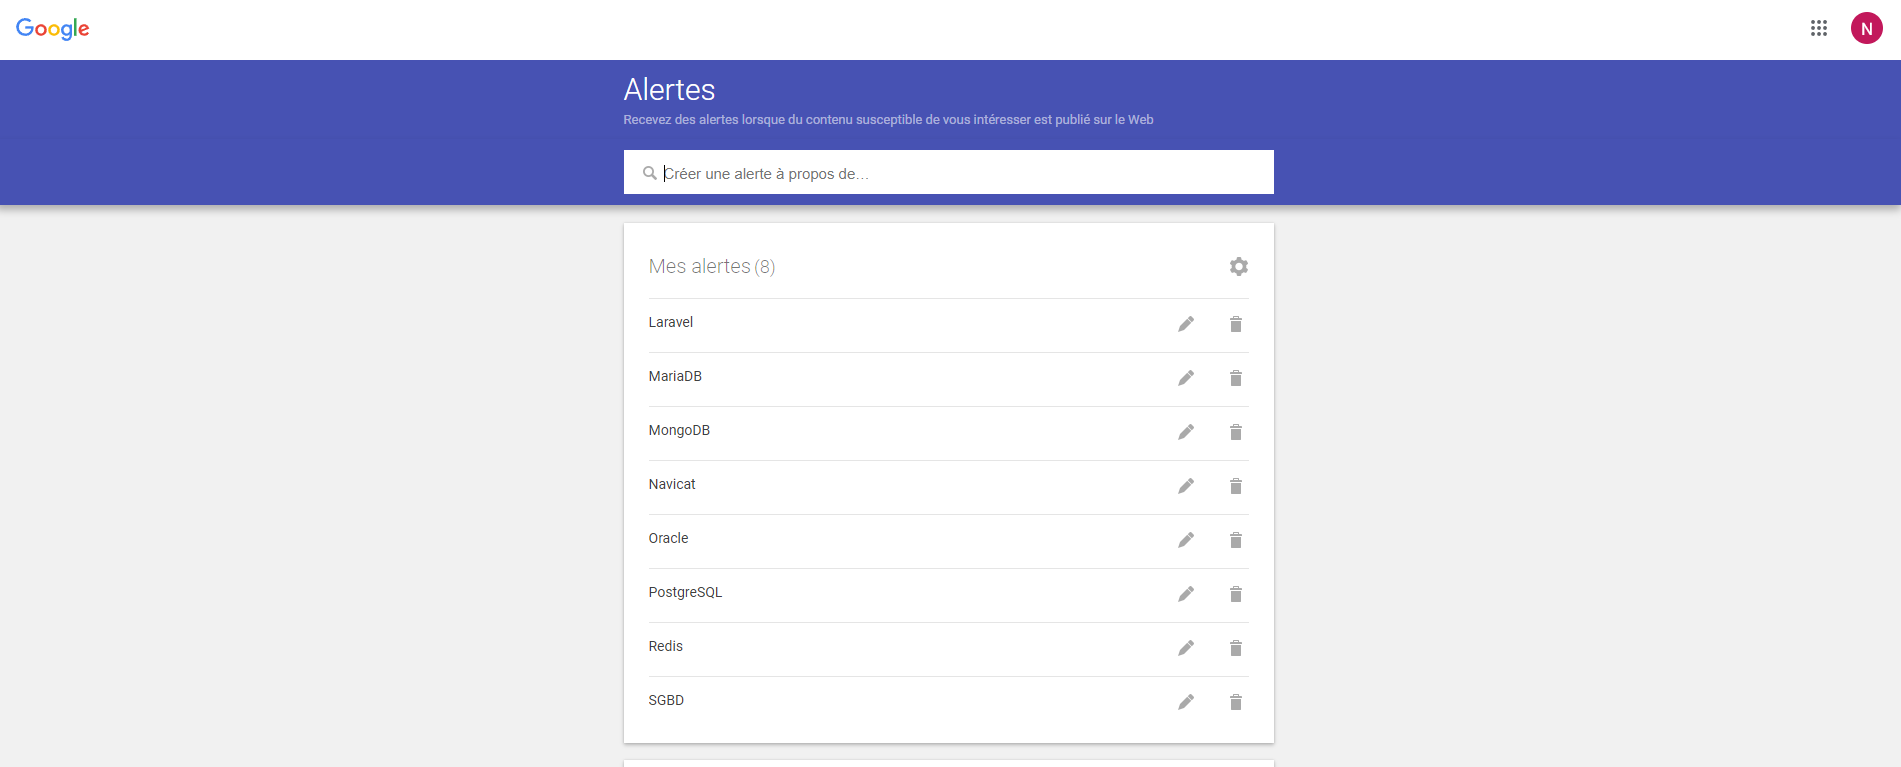 Google
N
Alertes
Recevez des alertes lorsque du contenu susceptible de vous intéresser est publié sur le Web
Créer une alerte à propos de…
Mes alertes (8)
Laravel
MariaDB
MongoDB
Navicat
Oracle
PostgreSQL
Redis
SGBD